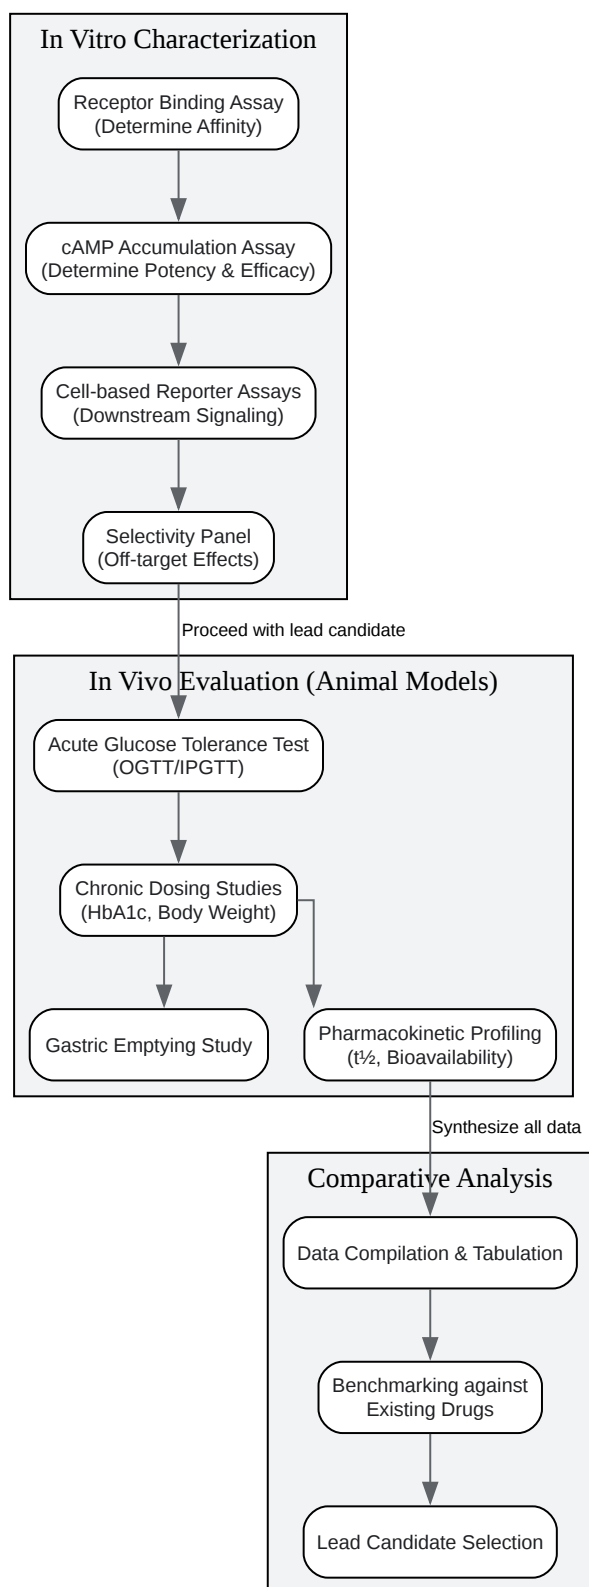 In Vitro Characterization
Receptor Binding Assay
(Determine Affinity)
cAMP Accumulation Assay
(Determine Potency & Efficacy)
Cell-based Reporter Assays
(Downstream Signaling)
Selectivity Panel
(Off-target Effects)
Proceed with lead candidate
In Vivo Evaluation (Animal Models)
Acute Glucose Tolerance Test
(OGTT/IPGTT)
Chronic Dosing Studies
(HbA1c, Body Weight)
Gastric Emptying Study
Pharmacokinetic Profiling
(t½, Bioavailability)
Synthesize all data
Comparative Analysis
Data Compilation & Tabulation
Benchmarking against
Existing Drugs
Lead Candidate Selection